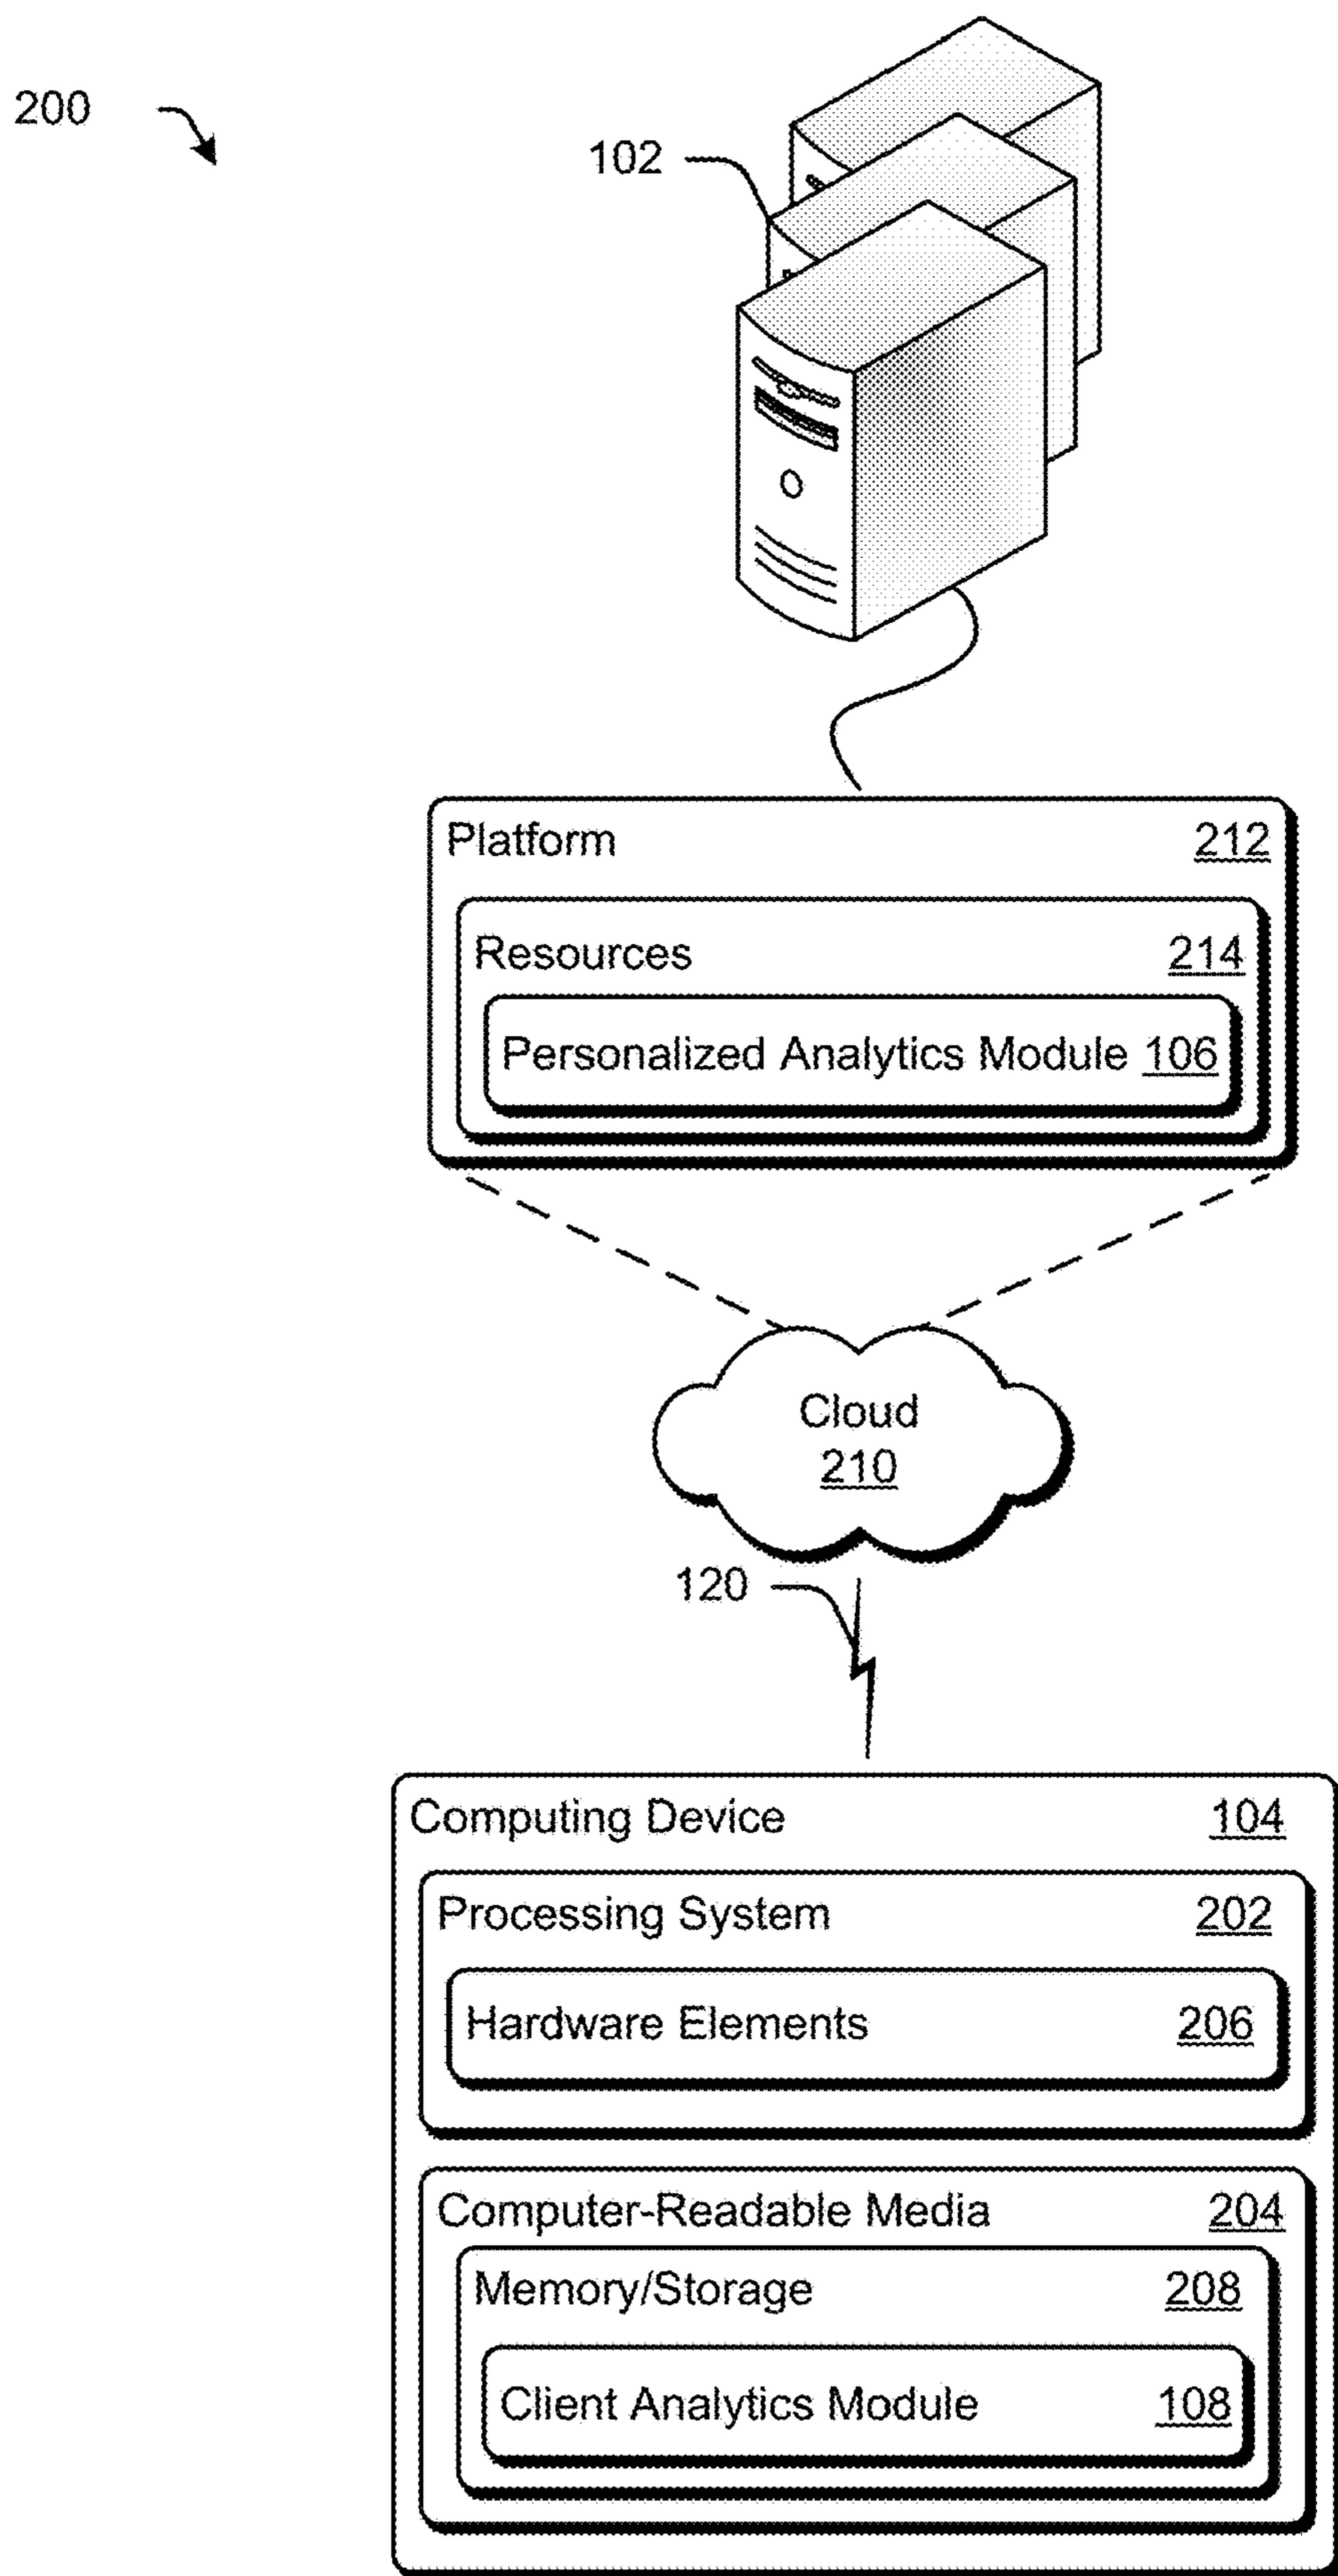 200
102
Platform 212
Resources 214
Personalized Analytics Module 106
Cloud
210
120
Computing Device 104
Processing System 202
Hardware Elements 206
Computer-Readable Media 204
Memory/Storage 208
Client Analytics Module 108